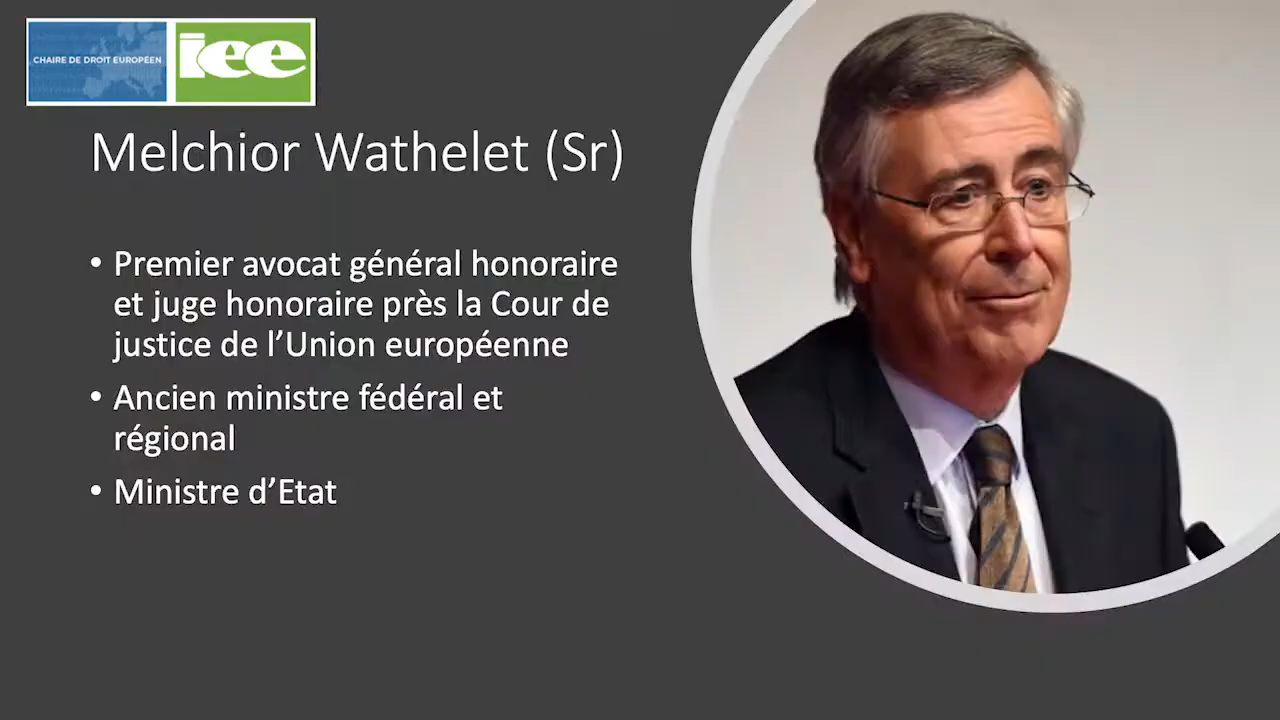 CHAIRE DE DROIT EUROPÉEN
iee
Melchior Wathelet (Sr)
• Premier avocat général honoraire
et juge honoraire près la Cour de
justice de l’Union européenne
• Ancien ministre fédéral et
régional
• Ministre d’Etat